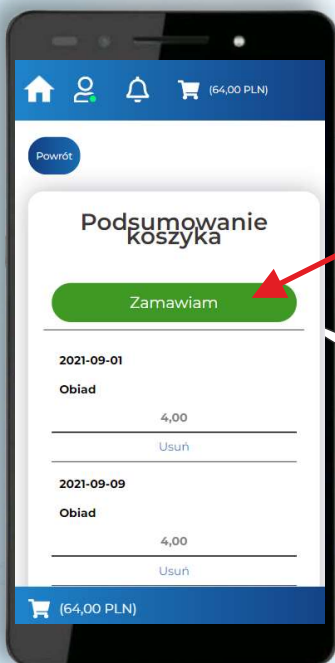 (64,00 PLN)
Powrót
Podsumowanie
koszyka
Zamawiam
2021-09-01
Obiad
4,00
Usuń
2021-09-09
Obiad
4,00
Usuń
(64,00 PLN)